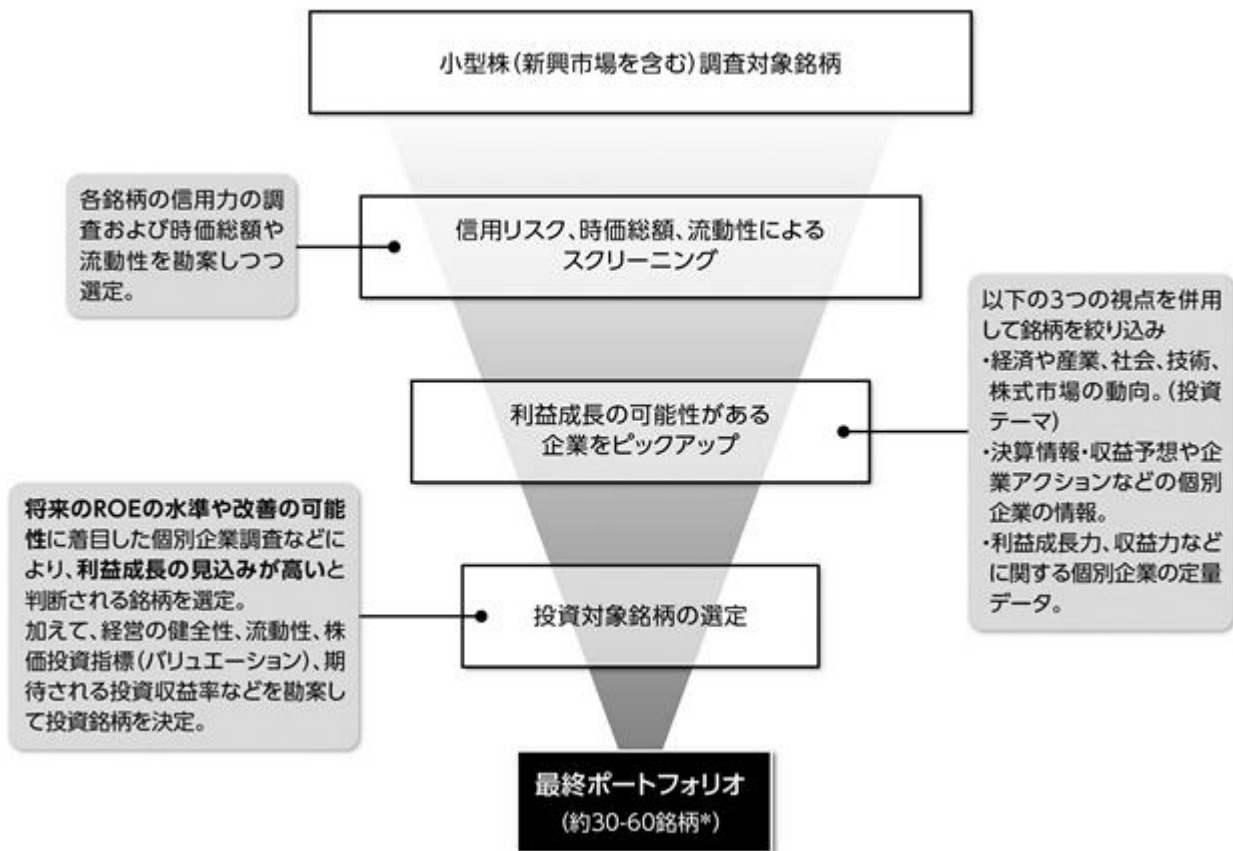 小型株(新興市場を含む)調査対象銘柄
各銘柄の信用力の調
査および時価総額や
流動性を勘案しつつ
選定。
信用リスク、時価総額、流動性による
スクリーニング
以下の3つの視点を併用
して銘柄を絞り込み
・経済や産業、社会、技術、
株式市場の動向。(投資
テーマ)
・決算情報・収益予想や企
業アクションなどの個別
企業の情報。
・利益成長力、収益力など
に関する個別企業の定量
データ。
利益成長の可能性がある
企業をピックアップ
将来のROEの水準や改善の可能
性に着目した個別企業調査などに
より、利益成長の見込みが高いと
判断される銘柄を選定。
加えて、経営の健全性、流動性、株
価投資指標(バリュエーション)、期
待される投資収益率などを勘案し
て投資銘柄を決定。
投資対象銘柄の選定
最終ポートフォリオ
(約30-60銘柄*)